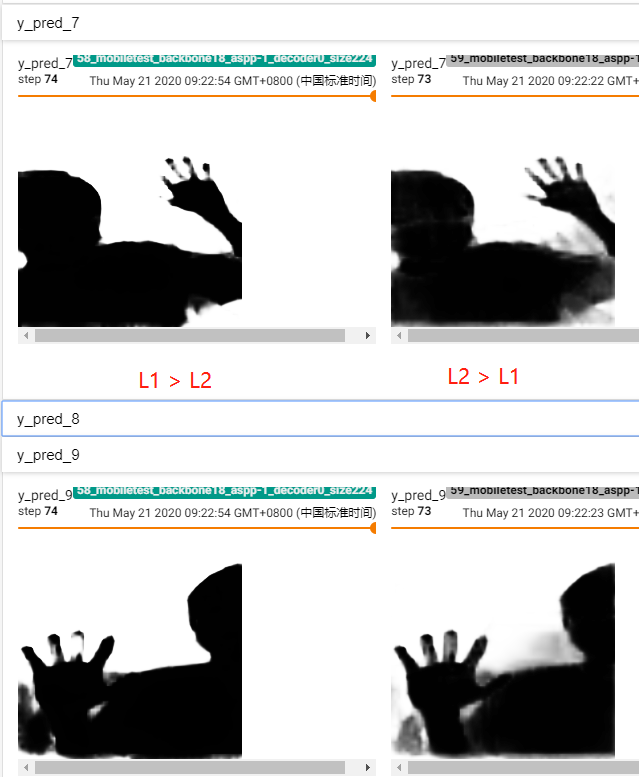 y_pred_7
y_pred_7 58_mobiletest_backbone18_aspp-1_decoder0_size224
step 74 Thu May 21 2020 09:22:54 GMT+0800 (中国标准时间)
y_pred_7 59_mobiletest_backbone18_aspp-1
step 73 Thu May 21 2020 09:22:22 GMT+
L1 > L2
L2 > L1
y_pred_8
y_pred_9
y_pred_9 58_mobiletest_backbone18_aspp-1_decoder0_size224
step 74 Thu May 21 2020 09:22:54 GMT+0800 (中国标准时间)
y_pred_9 59_mobiletest_backbone18_aspp-1
step 73 Thu May 21 2020 09:22:23 GMT+